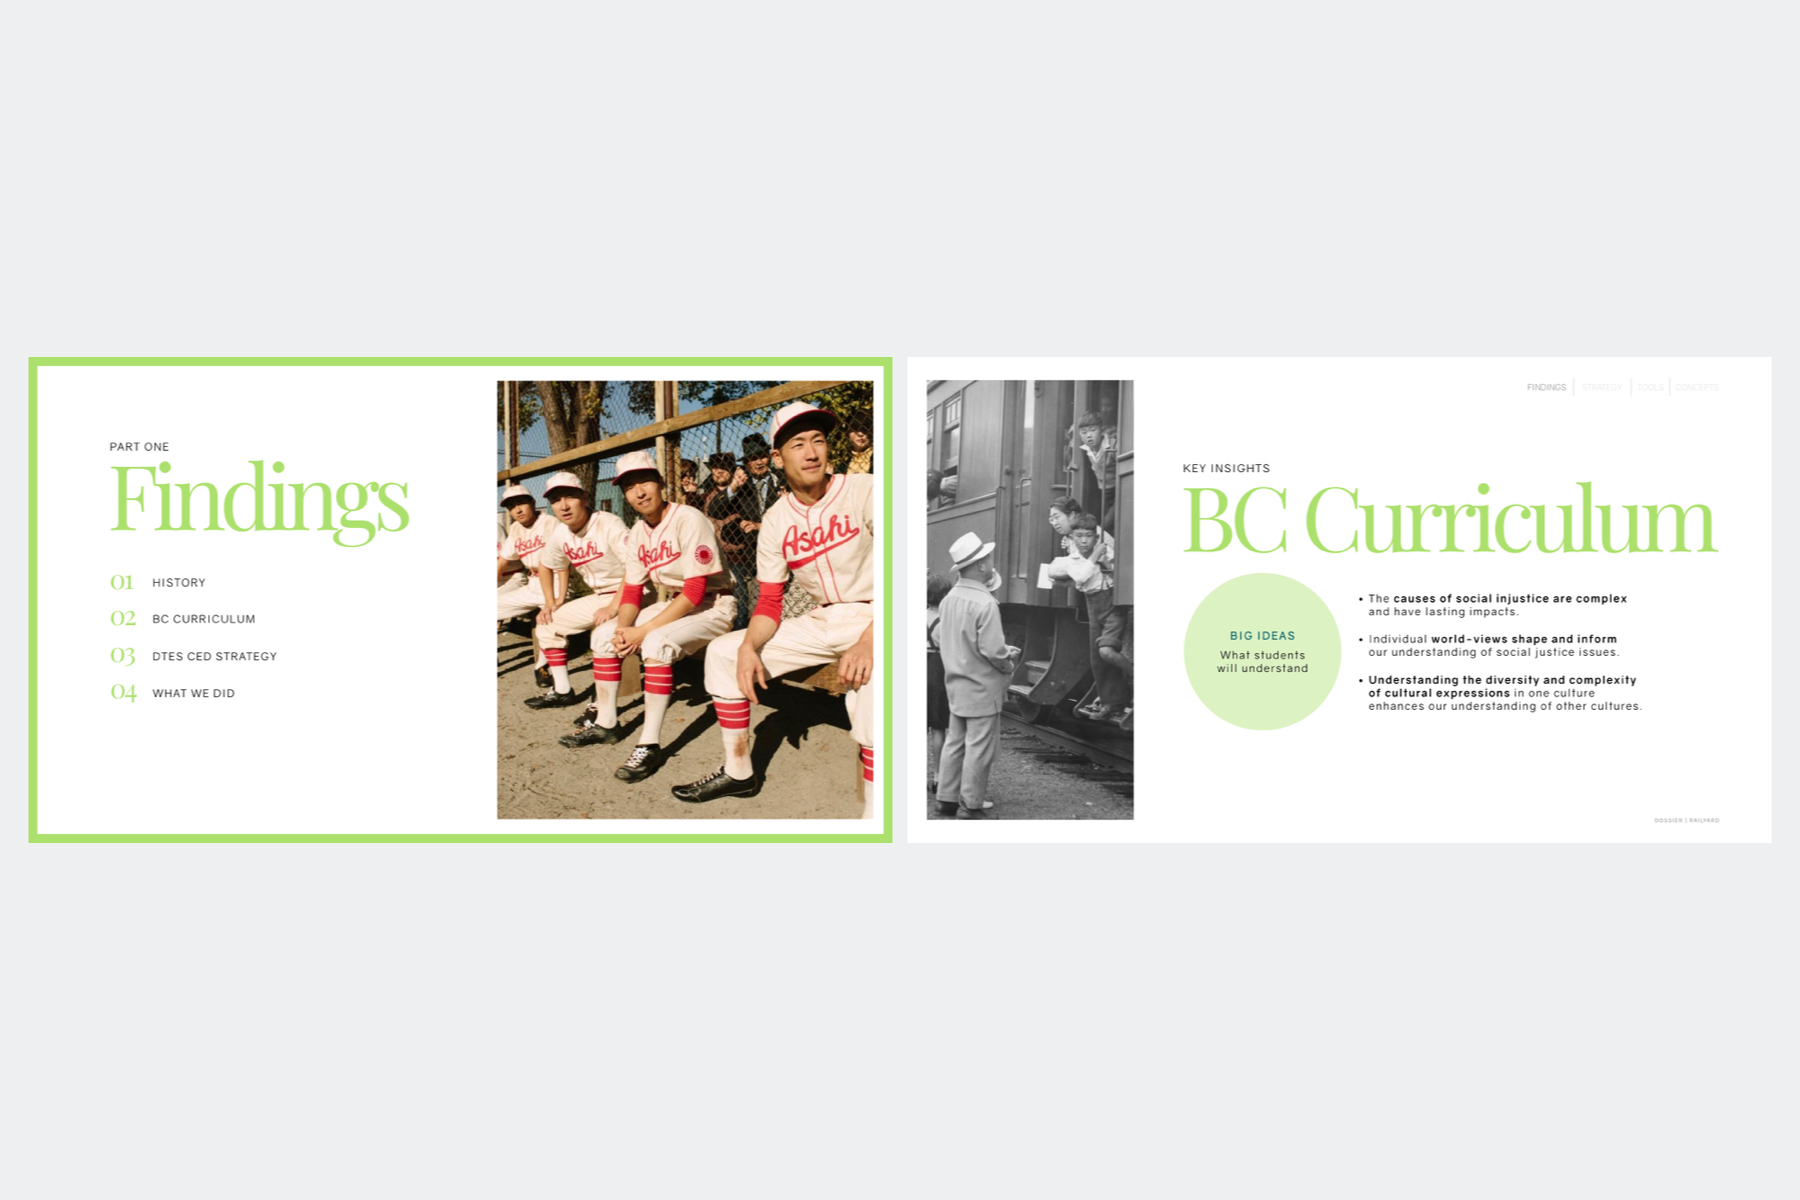 PART ONE
Findings
01 HISTORY
02 BC CURRICULUM
03 DTES CED STRATEGY
04 WHAT WE DID
Asahi
Asahi
Asahi
Asahi
FINDINGS | STRATEGY | TOOLS | CONCEPTS
KEY INSIGHTS
BC Curriculum
BIG IDEAS
What students
will understand
• The causes of social injustice are complex
and have lasting impacts.
• Individual world-views shape and inform
our understanding of social justice issues.
• Understanding the diversity and complexity
of cultural expressions in one culture
enhances our understanding of other cultures.
DOSSIER | RAILYARD